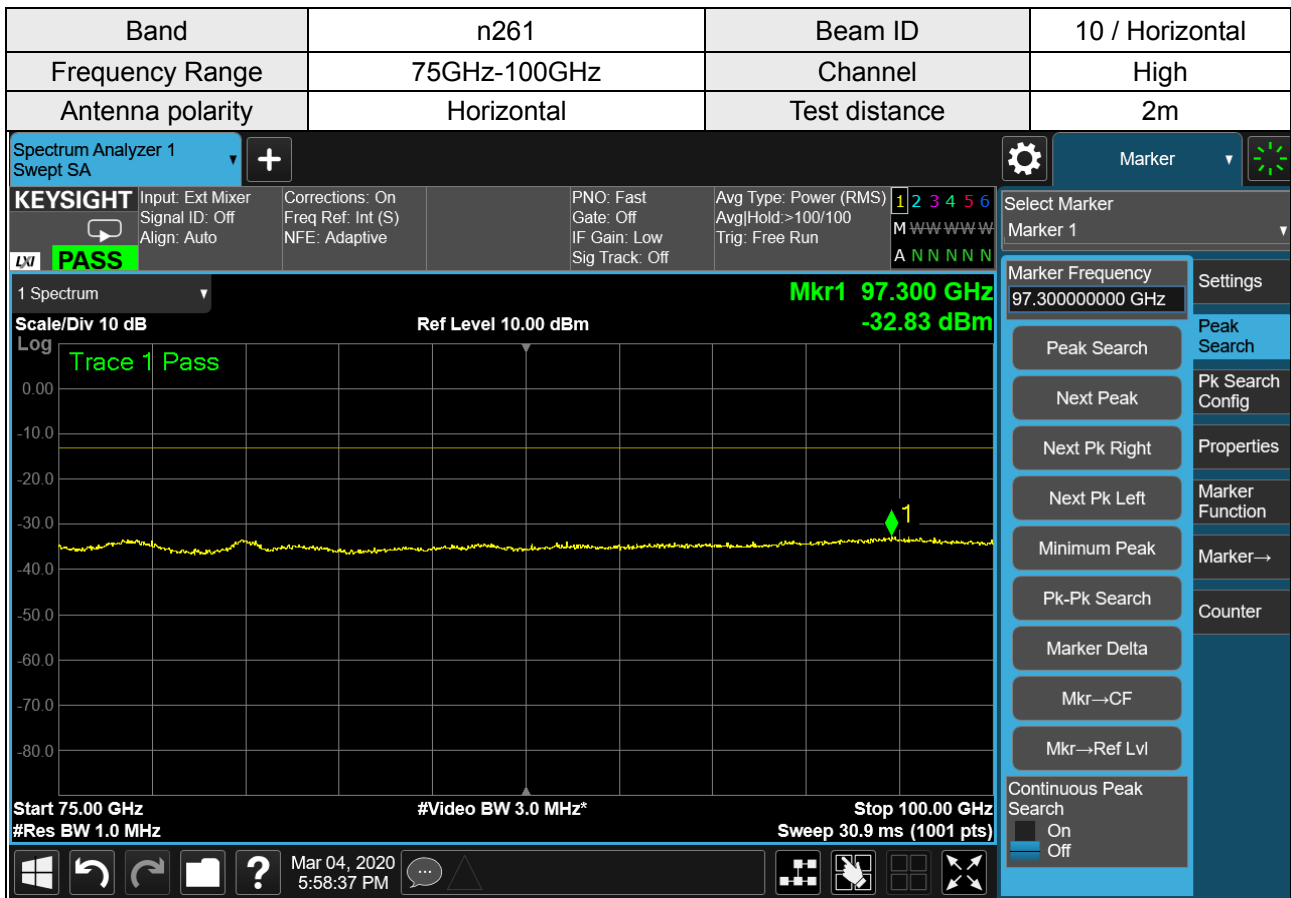 Band n261 Beam ID 10 / Horizontal
Frequency Range 75GHz-100GHz Channel High
Antenna polarity Horizontal Test distance 2m
Spectrum Analyzer 1
Swept SA
+
Marker
KEYSIGHT
LXI PASS
Input: Ext Mixer
Signal ID: Off
Align: Auto
Corrections: On
Freq Ref: Int (S)
NFE: Adaptive
PNO: Fast
Gate: Off
IF Gain: Low
Sig Track: Off
Avg Type: Power (RMS)
Avg|Hold:>100/100
Trig: Free Run
1 2 3 4 5 6
M W W W W W
A N N N N N
1 Spectrum
Mkr1 97.300 GHz
-32.83 dBm
Scale/Div 10 dB
Ref Level 10.00 dBm
Log
Trace 1 Pass
0.00
-10.0
-20.0
-30.0
-40.0
-50.0
-60.0
-70.0
-80.0
1
Start 75.00 GHz
#Video BW 3.0 MHz*
Stop 100.00 GHz
#Res BW 1.0 MHz
Sweep 30.9 ms (1001 pts)
Select Marker
Marker 1
Marker Frequency
97.300000000 GHz
Peak Search
Next Peak
Next Pk Right
Next Pk Left
Minimum Peak
Pk-Pk Search
Marker Delta
Mkr→CF
Mkr→Ref Lvl
Continuous Peak
Search
On
Off
Settings
Peak
Search
Pk Search
Config
Properties
Marker
Function
Marker→
Counter
?
Mar 04, 2020
5:58:37 PM